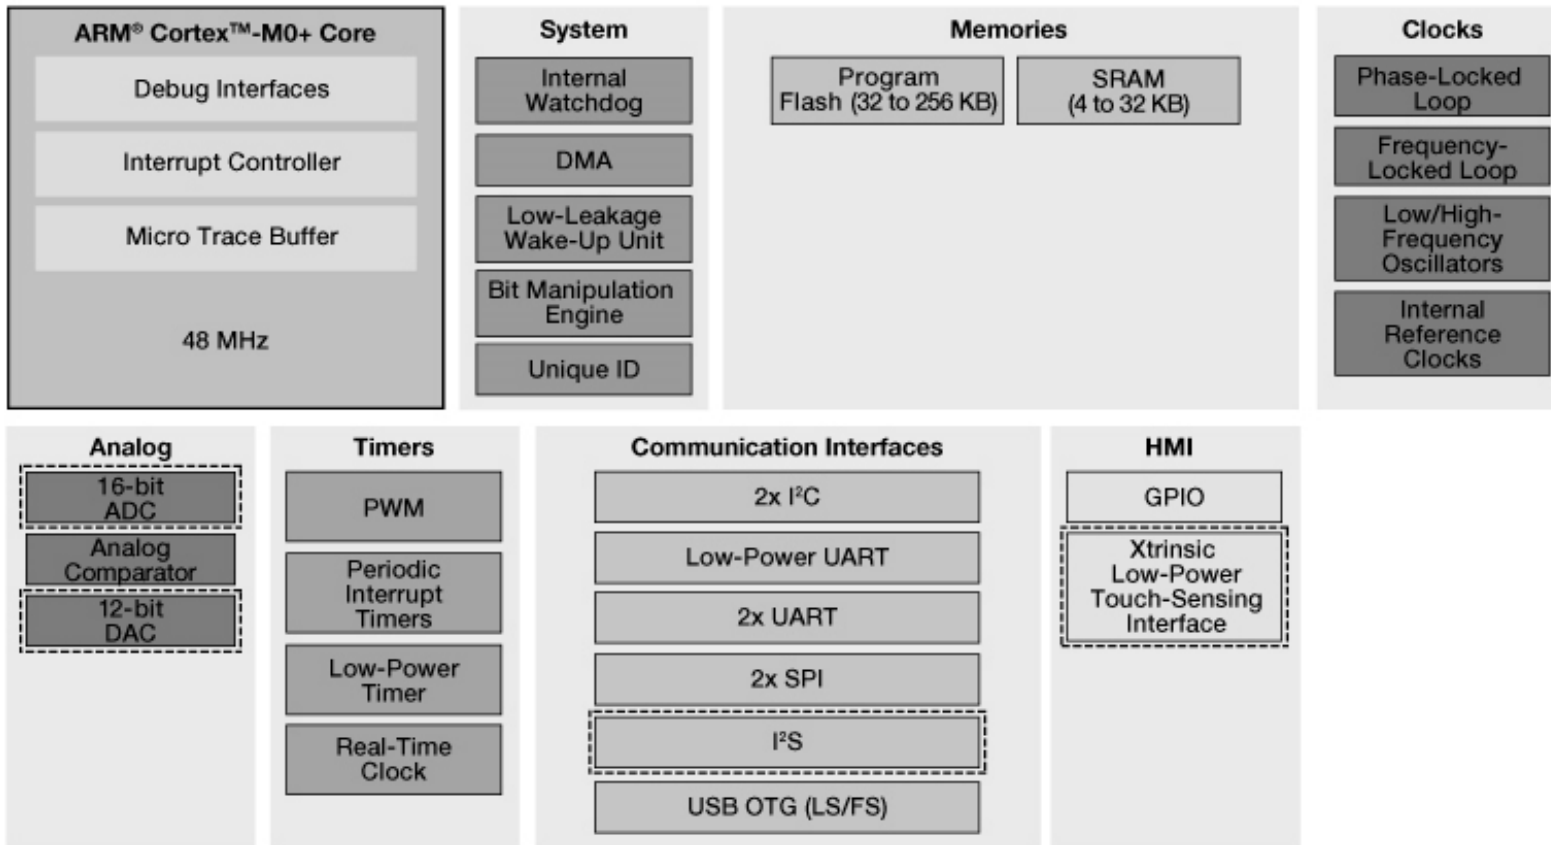 ARM® Cortex™-M0+ Core
Debug Interfaces
Interrupt Controller
Micro Trace Buffer
48 MHz
System
Internal
Watchdog
DMA
Low-Leakage
Wake-Up Unit
Bit Manipulation
Engine
Unique ID
Memories
Program
Flash (32 to 256 KB)
SRAM
(4 to 32 KB)
Clocks
Phase-Locked
Loop
Frequency-
Locked Loop
Low/High-
Frequency
Oscillators
Internal
Reference
Clocks
Analog
16-bit
ADC
Analog
Comparator
12-bit
DAC
Timers
PWM
Periodic
Interrupt
Timers
Low-Power
Timer
Real-Time
Clock
Communication Interfaces
2x I²C
Low-Power UART
2x UART
2x SPI
I²S
USB OTG (LS/FS)
HMI
GPIO
Xtrinsic
Low-Power
Touch-Sensing
Interface